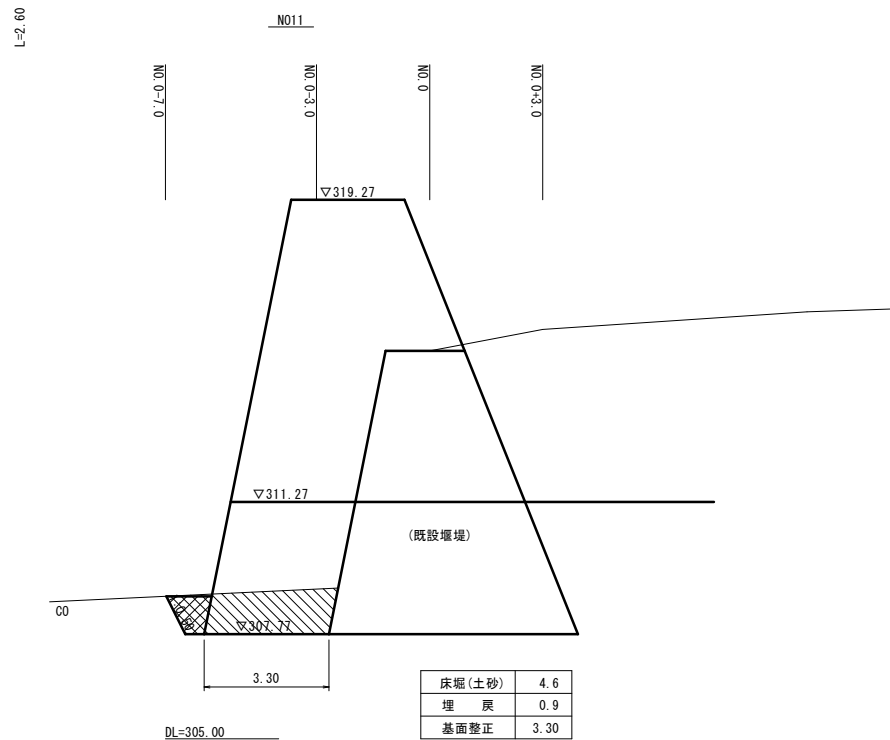 L=2.60
NO11
NO.0-7.0
NO.0-3.0
NO.0
NO.0+3.0
▽319.27
▽311.27
(既設堰堤)
CO
▽307.77
3.30
床堀(土砂) 4.6
埋 戻 0.9
基面整正 3.30
DL=305.00